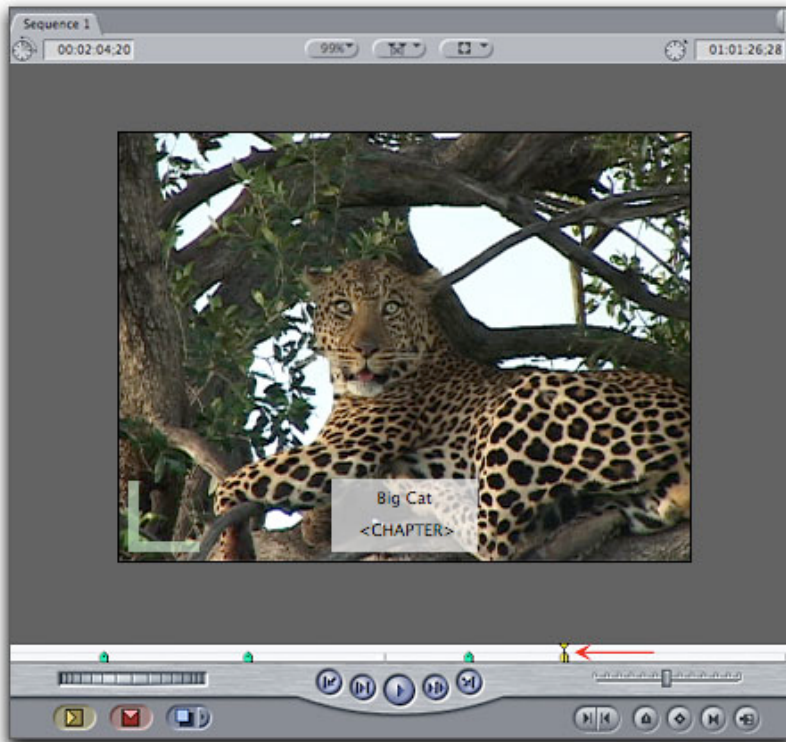 Sequence 1
00:02:04;20
99%
01:01:26;28
Big Cat
<CHAPTER>